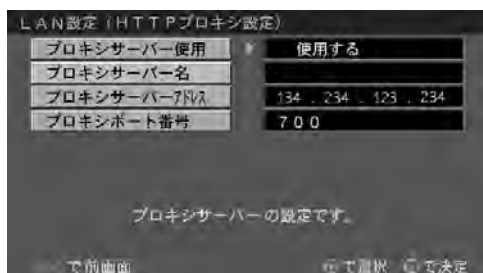 LAN設定（HTTPプロキシ設定）
プロキシサーバー使用 使用する
プロキシサーバー名
プロキシサーバーアドレス 134 . 234 . 123 . 234
プロキシポート番号 700
プロキシサーバーの設定です。
で前画面 で選択 で決定